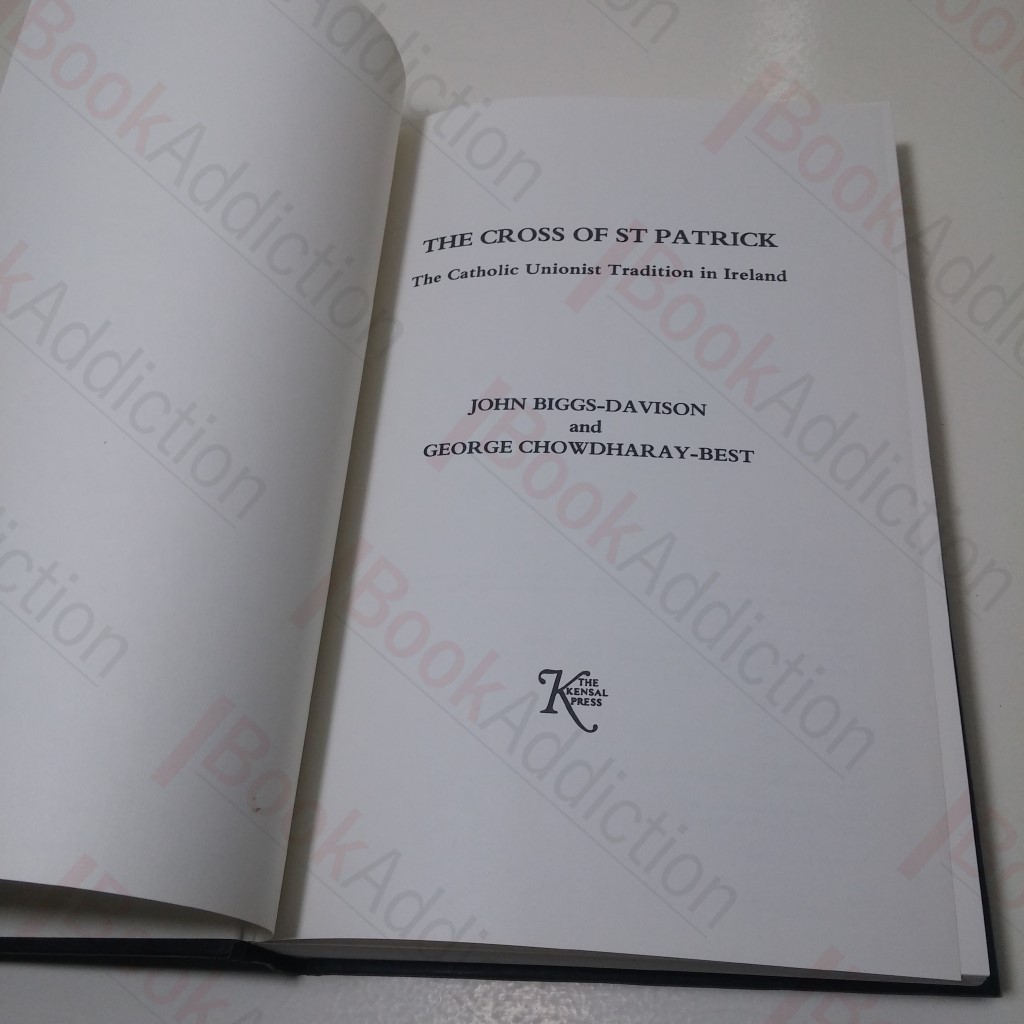 THE CROSS OF ST PATRICK
The Catholic Unionist Tradition in Ireland
JOHN BIGGS-DAVISON
and
GEORGE CHOWDHARAY-BEST
K THE
KENSAL
PRESS
BookAddiction